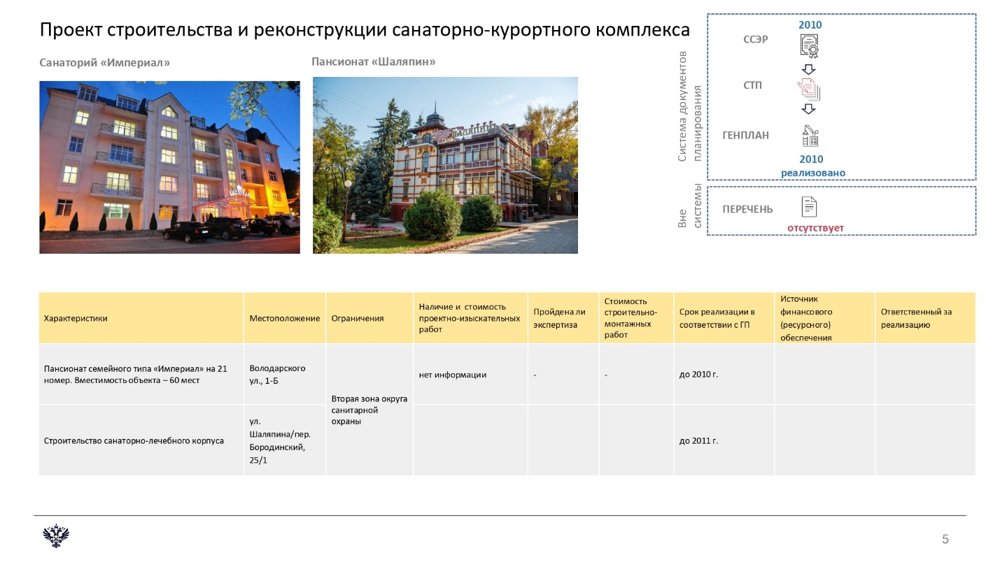 Проект строительства и реконструкции санаторно-курортного комплекса
Санаторий «Империал»
Пансионат «Шаляпин»
ШАЛЯПИНЪ
Система документов
планирования
2010
ССЭР
СТП
ГЕНПЛАН
2010
реализовано
Вне
системы
ПЕРЕЧЕНЬ
отсутствует
Характеристики
Местоположение
Ограничения
Наличие и стоимость
проектно-изыскательных
работ
Пройдена ли
экспертиза
Стоимость
строительно-
монтажных
работ
Срок реализации в
соответствии с ГП
Источник
финансового
(ресурсного)
обеспечения
Ответственный за
реализацию
Пансионат семейного типа «Империал» на 21
номер. Вместимость объекта – 60 мест
Володарского
ул., 1-Б
Вторая зона округа
санитарной
охраны
нет информации
-
-
до 2010 г.
Строительство санаторно-лечебного корпуса
ул.
Шаляпина/пер.
Бородинский,
25/1
до 2011 г.
5